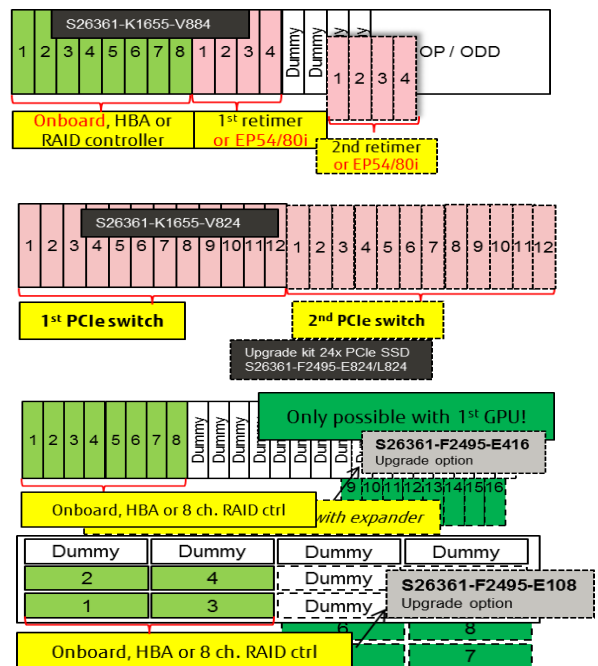 S26361-K1655-V884
1 2 3 4 5 6 7 8 1 2 3 4 Dummy Dummy Dummy Dummy OP / ODD
1 2 3 4
Onboard, HBA or
RAID controller
1st retimer
or EP54/80i
2nd retimer
or EP54/80i
S26361-K1655-V824
1 2 3 4 5 6 7 8 9 10 11 12 1 2 3 4 5 6 7 8 9 10 11 12
1st PCIe switch
2nd PCIe switch
Upgrade kit 24x PCIe SSD
S26361-F2495-E824/L824
Only possible with 1st GPU!
1 2 3 4 5 6 7 8 Dummy Dummy Dummy Dummy Dummy Dummy
S26361-F2495-E416
Upgrade option
9 10 11 12 13 14 15 16
Onboard, HBA or 8 ch. RAID ctrl
with expander
Dummy Dummy Dummy Dummy
2 4
1 3 Dummy
S26361-F2495-E108
Upgrade option
6 8
7
Onboard, HBA or 8 ch. RAID ctrl